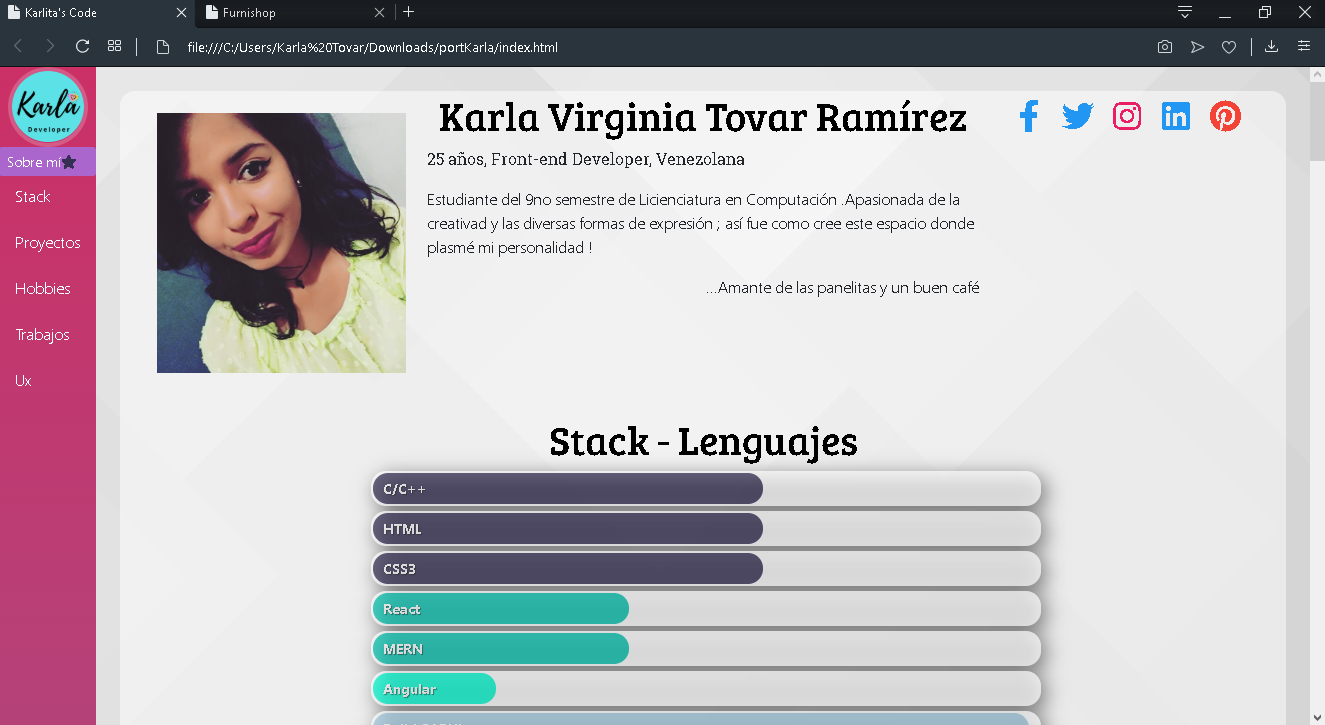 Karlita's Code
Furnishop
file:///C:/Users/Karla%20Tovar/Downloads/portKarla/index.html
Karla
Developer
Sobre mí
Stack
Proyectos
Hobbies
Trabajos
Ux
Karla Virginia Tovar Ramírez
25 años, Front-end Developer, Venezolana
Estudiante del 9no semestre de Licienciatura en Computación .Apasionada de la
creativad y las diversas formas de expresión ; así fue como cree este espacio donde
plasmé mi personalidad !
...Amante de las panelitas y un buen café
Stack - Lenguajes
C/C++
HTML
CSS3
React
MERN
Angular